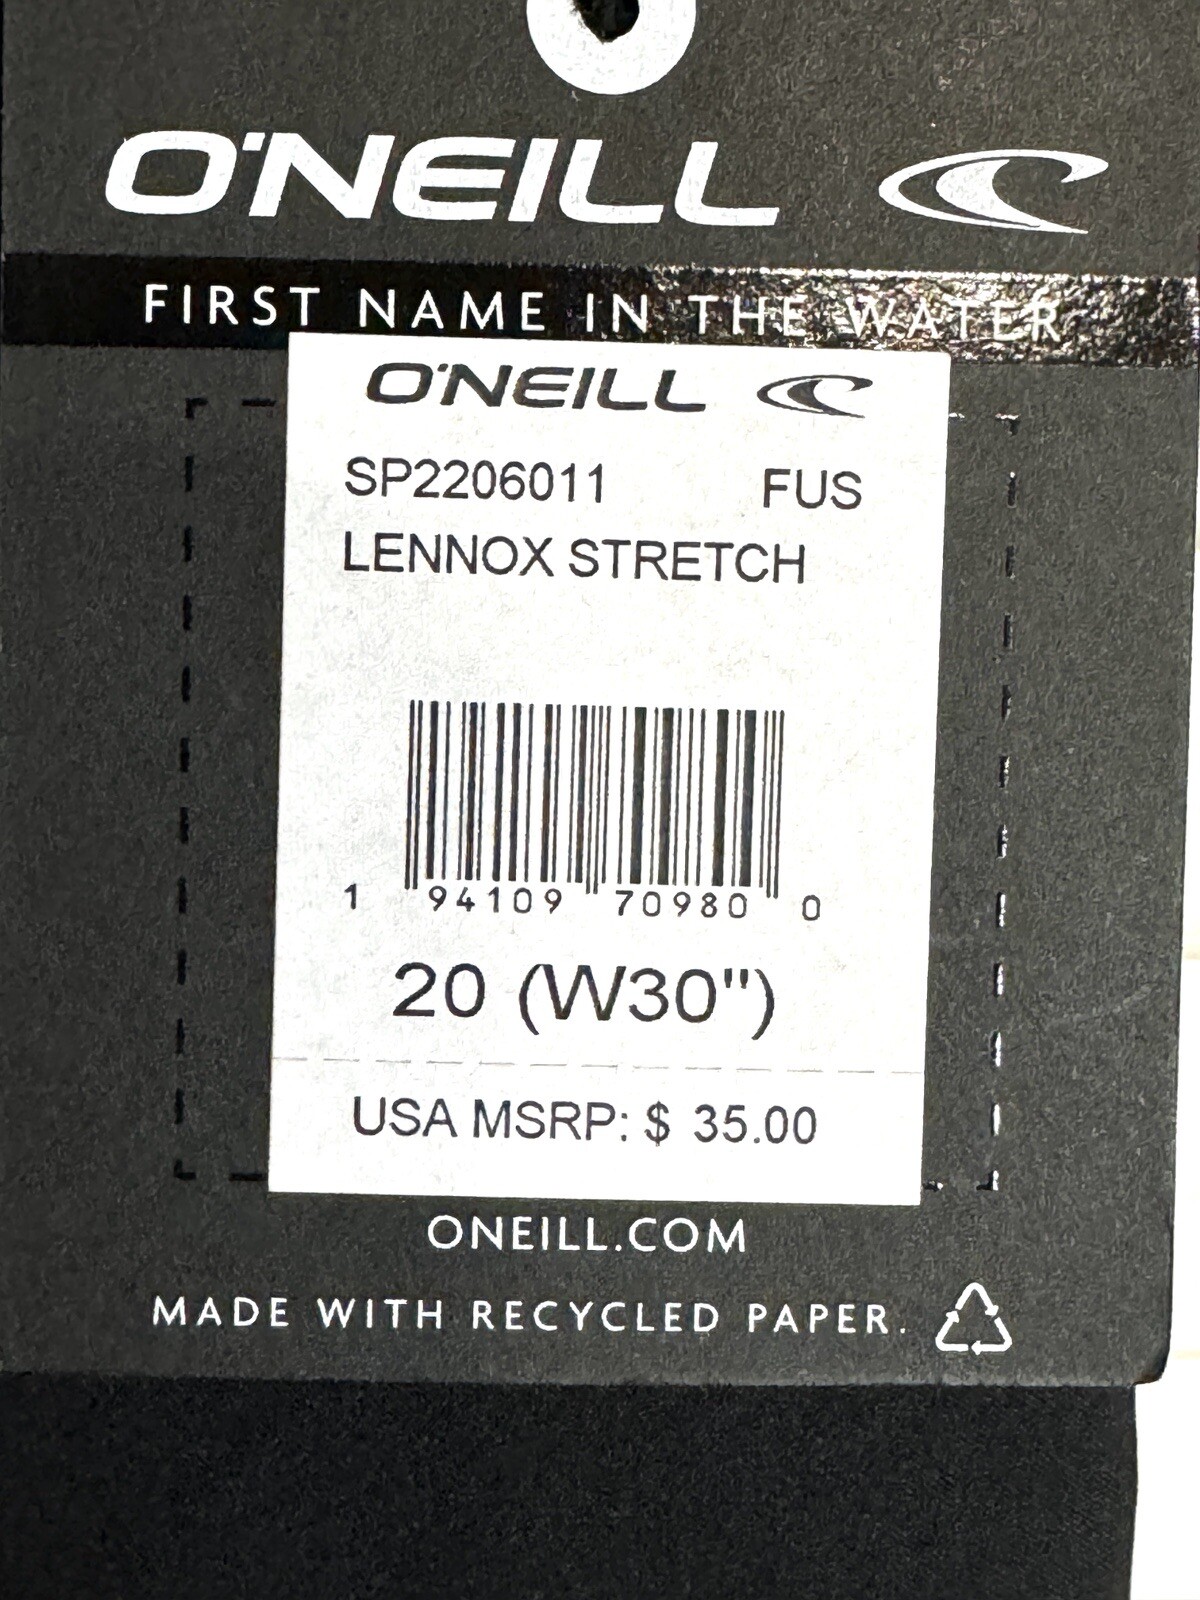 O'NEILL
FIRST NAME IN THE WATER
O'NEILL
SP2206011 FUS
LENNOX STRETCH
1 94109 70980 0
20 (W30")
USA MSRP: $ 35.00
ONEILL.COM
MADE WITH RECYCLED PAPER.